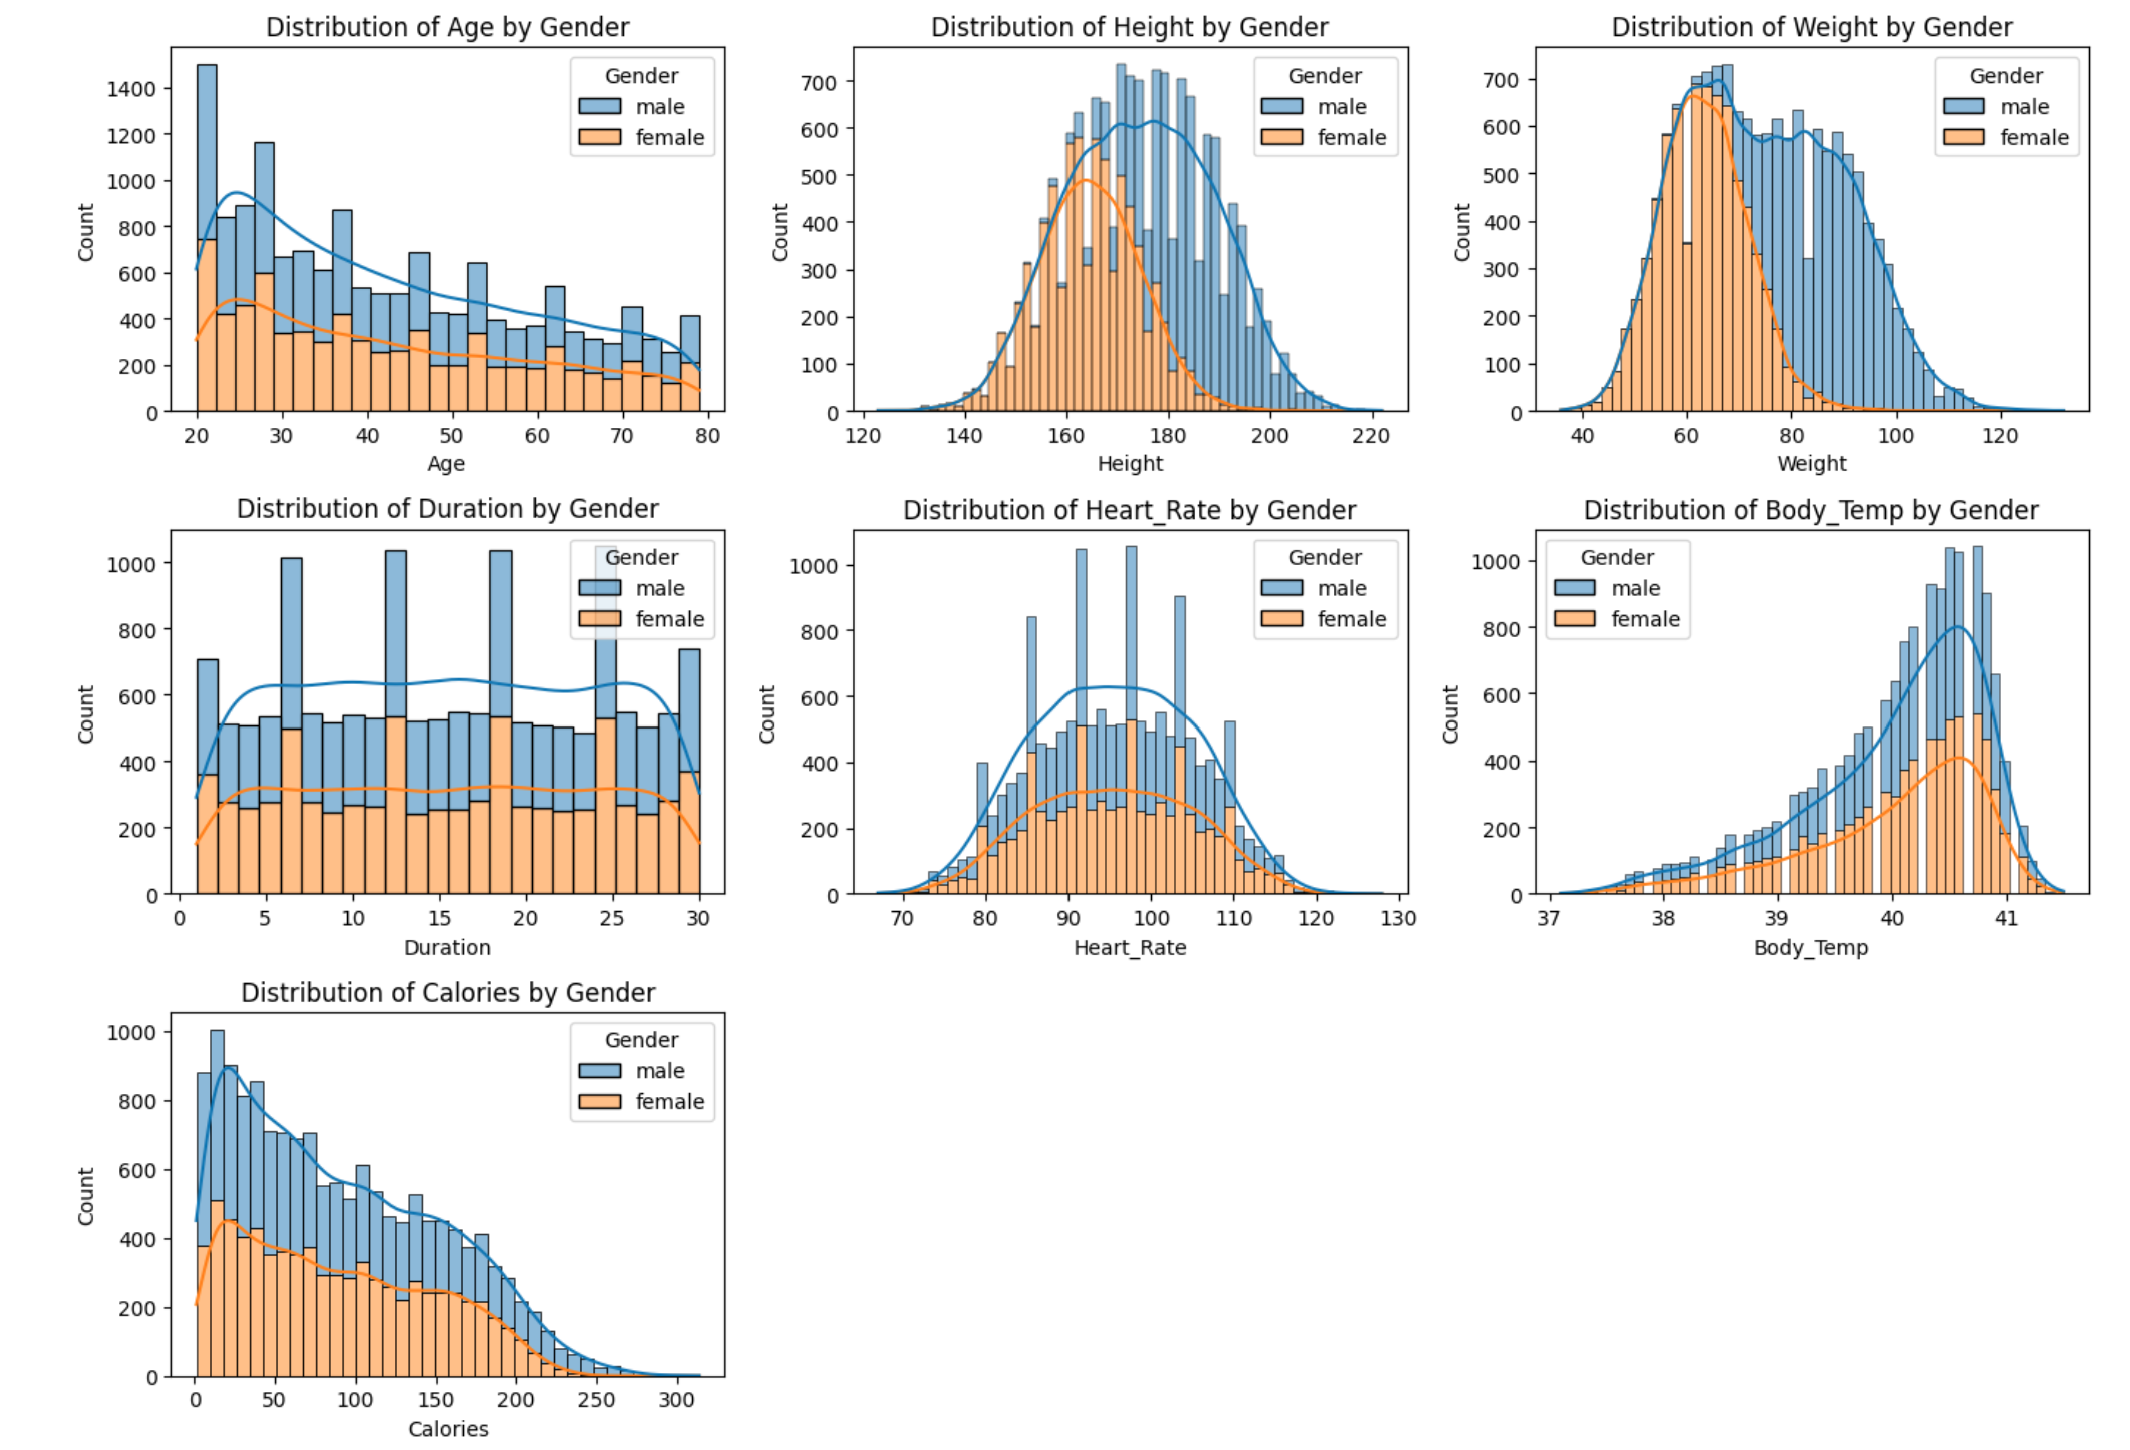 Distribution of Age by Gender
Gender
male
female
Count
1400
1200
1000
800
600
400
200
0
20 30 40 50 60 70 80
Age
Distribution of Height by Gender
Gender
male
female
Count
700
600
500
400
300
200
100
0
120 140 160 180 200 220
Height
Distribution of Weight by Gender
Gender
male
female
Count
700
600
500
400
300
200
100
0
40 60 80 100 120
Weight
Distribution of Duration by Gender
Gender
male
female
Count
1000
800
600
400
200
0
0 5 10 15 20 25 30
Duration
Distribution of Heart_Rate by Gender
Gender
male
female
Count
1000
800
600
400
200
0
70 80 90 100 110 120 130
Heart_Rate
Distribution of Body_Temp by Gender
Gender
male
female
Count
1000
800
600
400
200
0
37 38 39 40 41
Body_Temp
Distribution of Calories by Gender
Gender
male
female
Count
1000
800
600
400
200
0
0 50 100 150 200 250 300
Calories